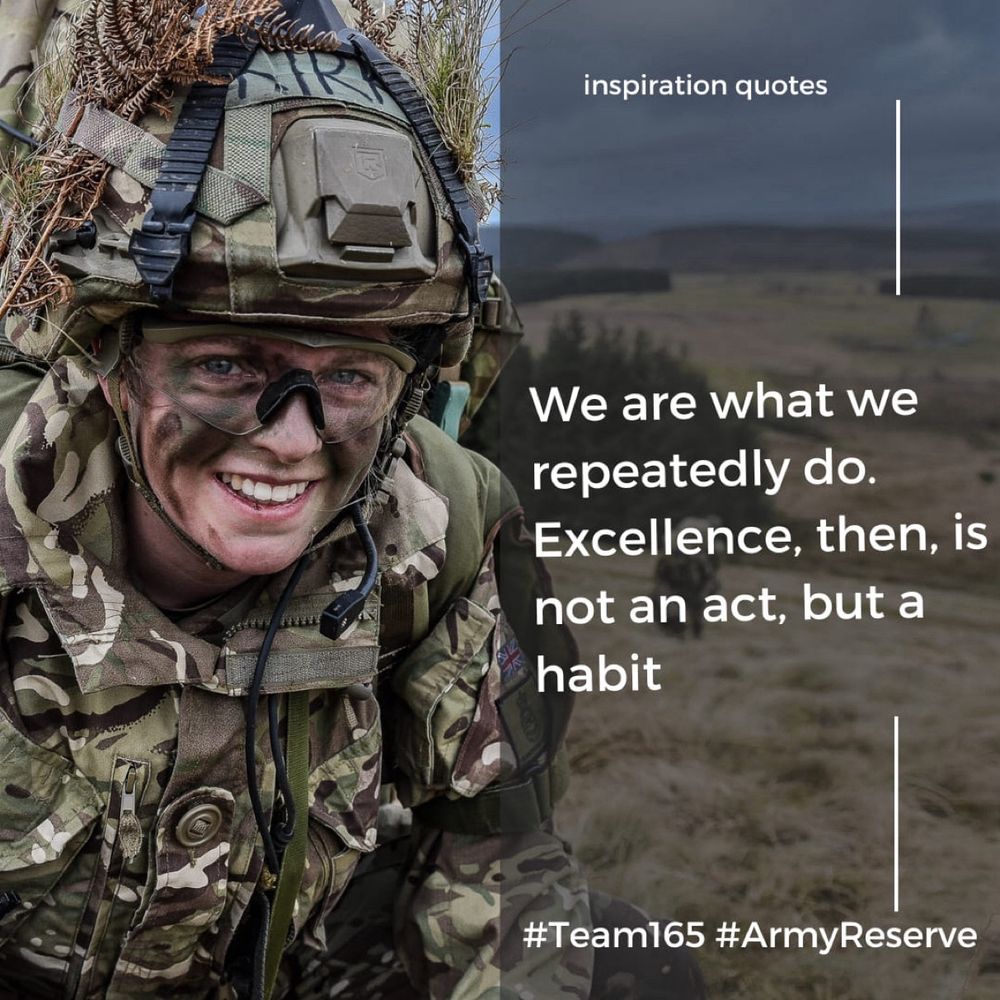 inspiration quotes
We are what we
repeatedly do.
Excellence, then, is
not an act, but a
habit
#Team165 #ArmyReserve